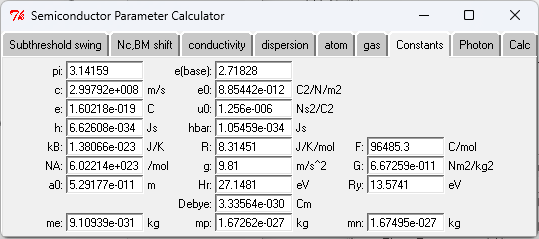 Semiconductor Parameter Calculator
Subthreshold swing Nc,BM shift conductivity dispersion atom gas Constants Photon Calc
pi: 3.14159 e(base): 2.71828
c: 2.99792e+008 m/s e0: 8.85442e-012 C2/N/m2
e: 1.60218e-019 C u0: 1.256e-006 Ns2/C2
h: 6.62608e-034 Js hbar: 1.05459e-034 Js
kB: 1.38066e-023 J/K R: 8.31451 J/K/mol F: 96485.3 C/mol
NA: 6.02214e+023 /mol g: 9.81 m/s^2 G: 6.67259e-011 Nm2/kg2
a0: 5.29177e-011 m Hr: 27.1481 eV Ry: 13.5741 eV
Debye: 3.33564e-030 Cm
me: 9.10939e-031 kg mp: 1.67262e-027 kg mn: 1.67495e-027 kg